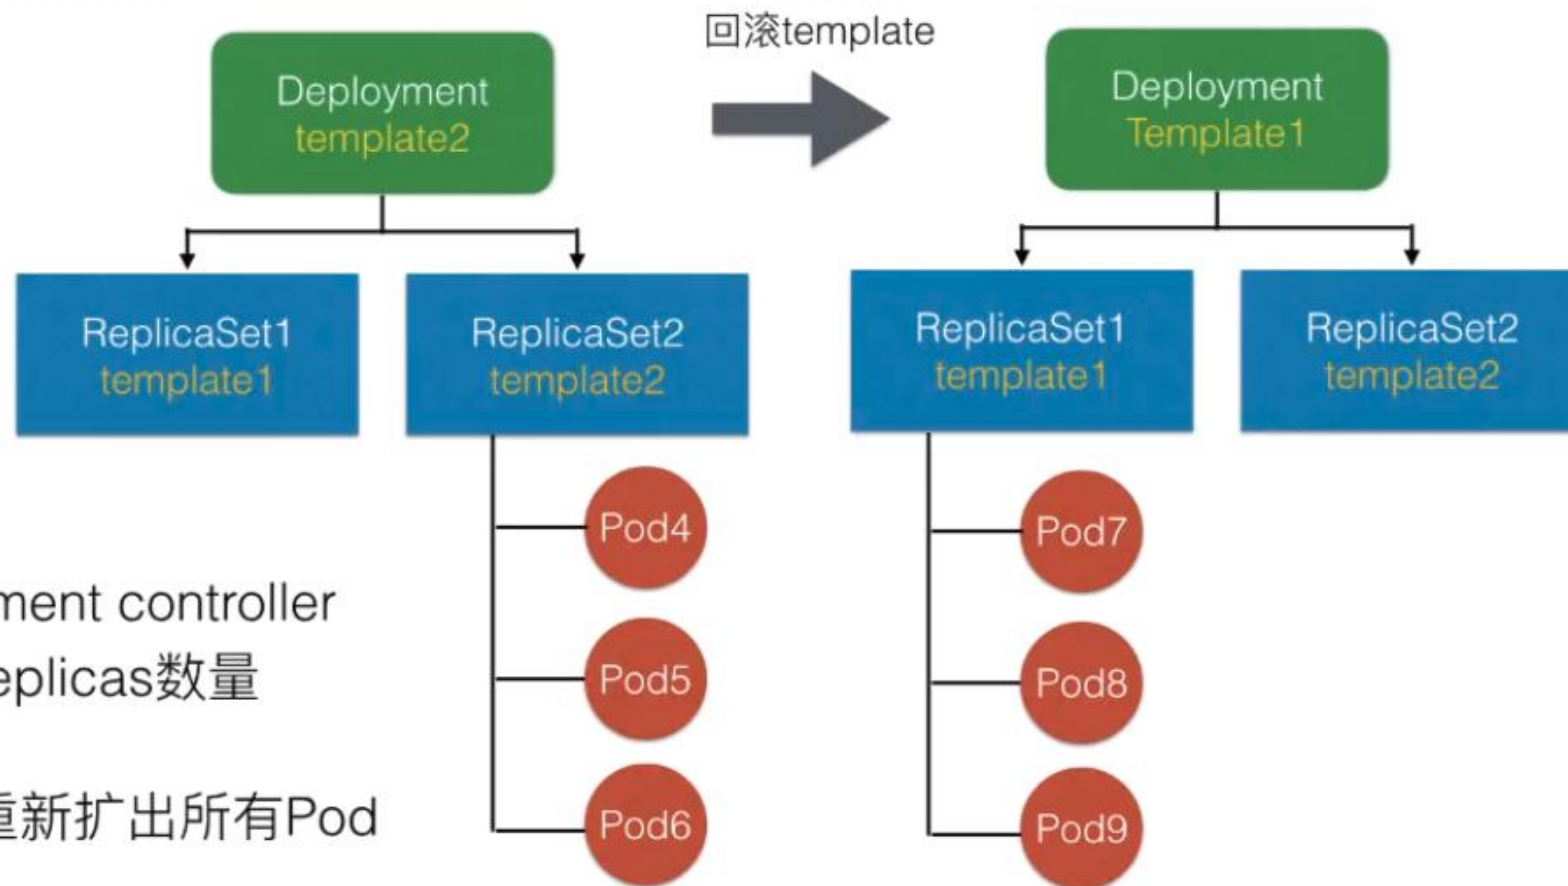 回滚template
Deployment
template2
Deployment
Template1
ReplicaSet1
template1
ReplicaSet2
template2
ReplicaSet1
template1
ReplicaSet2
template2
Pod4
Pod5
Pod6
Pod7
Pod8
Pod9
ment controller
eplicas数量
重新扩出所有Pod